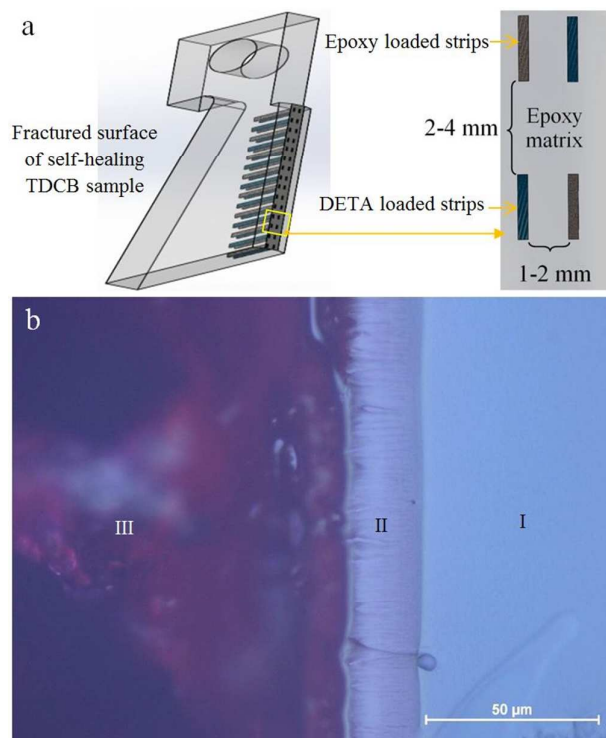 a
Epoxy loaded strips
Fractured surface
of self-healing
TDCB sample
2-4 mm
Epoxy
matrix
DETA loaded strips
1-2 mm
b
III
II
I
50 µm